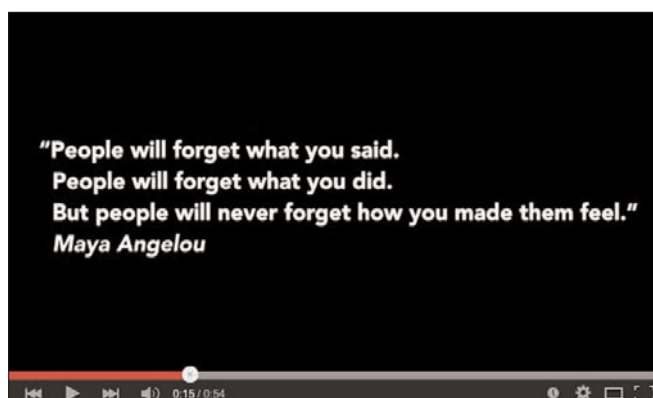 “People will forget what you said.
People will forget what you did.
But people will never forget how you made them feel.”
Maya Angelou
0:15 / 0:54